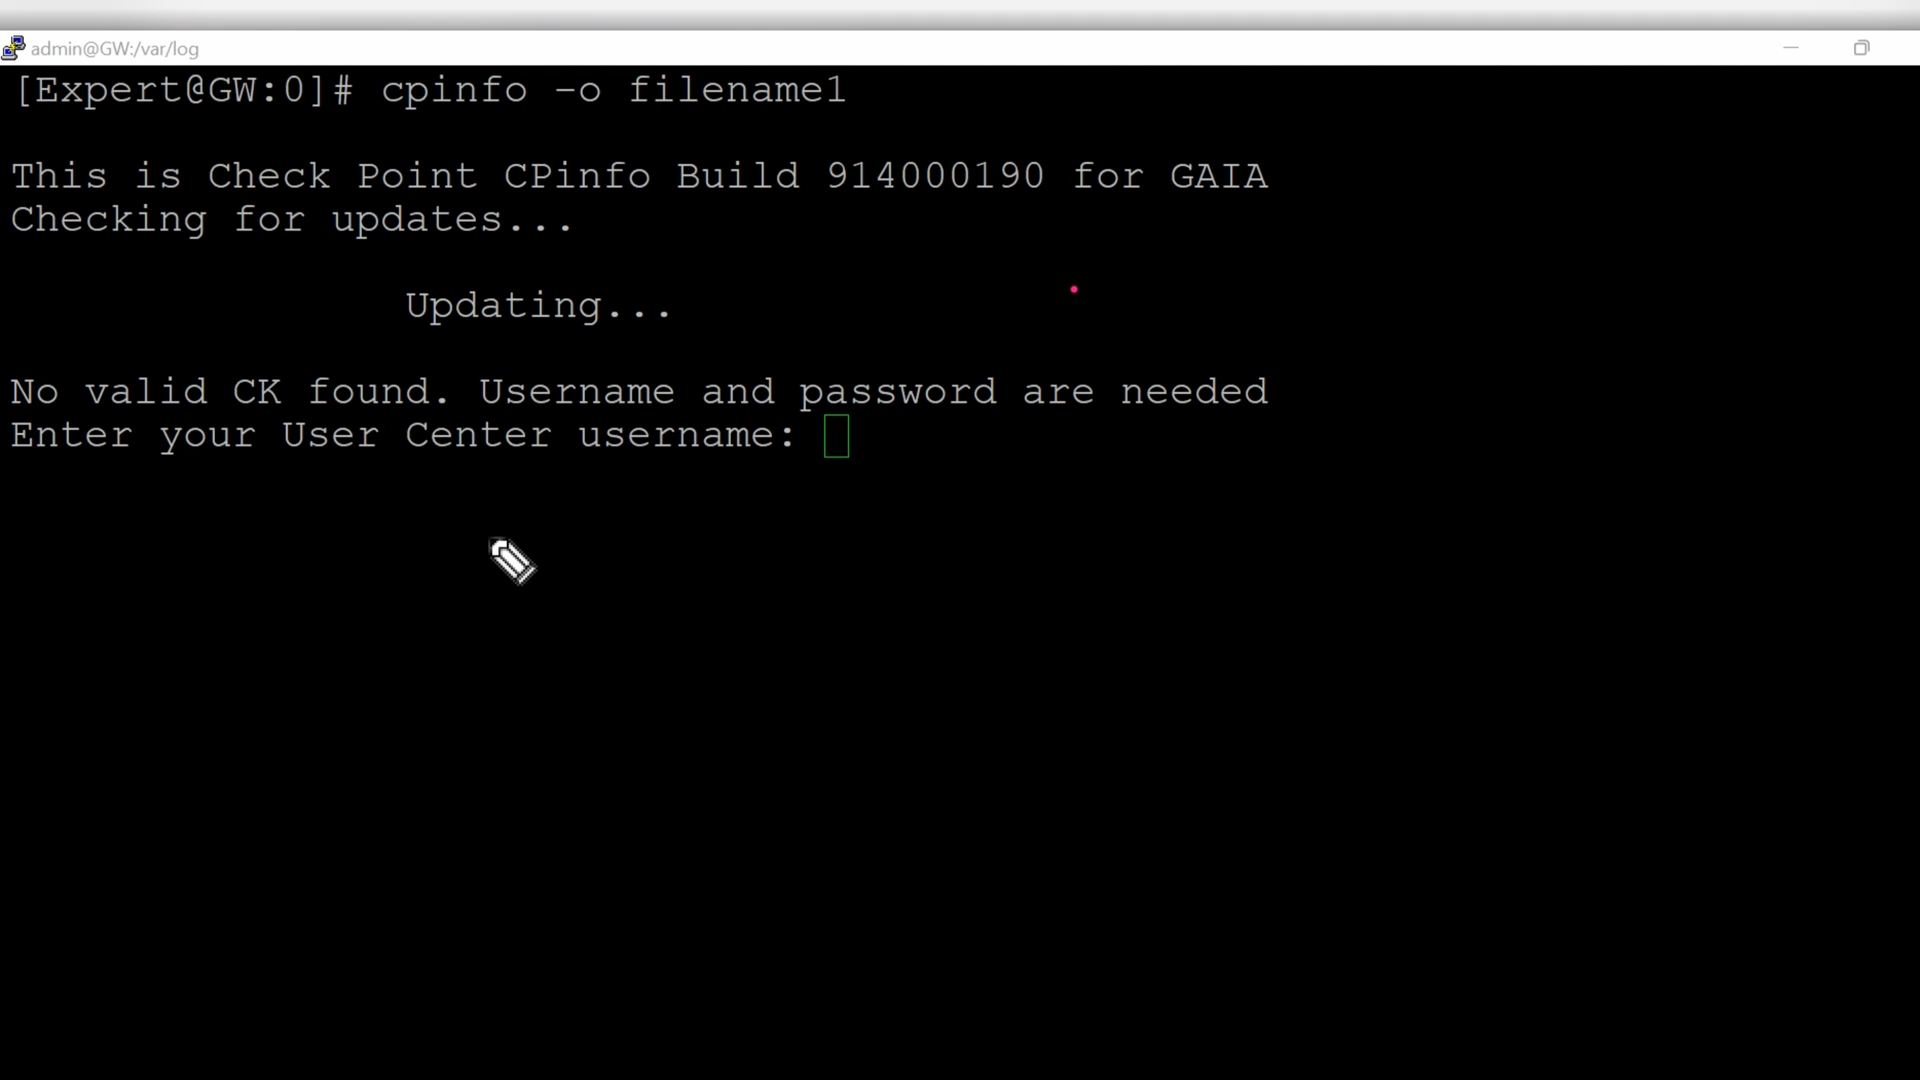 admin@GW:/var/log
[Expert@GW:0]# cpinfo -o filename1
This is Check Point CPinfo Build 914000190 for GAIA
Checking for updates...
Updating...
No valid CK found. Username and password are needed
Enter your User Center username: